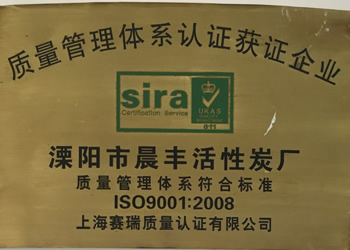 质量管理体系认证获证企业
sira
Certification Service
UKAS
QUALITY
MANAGEMENT
溧阳市晨丰活性炭厂
质量管理体系符合标准
ISO9001:2008
上海赛瑞质量认证有限公司